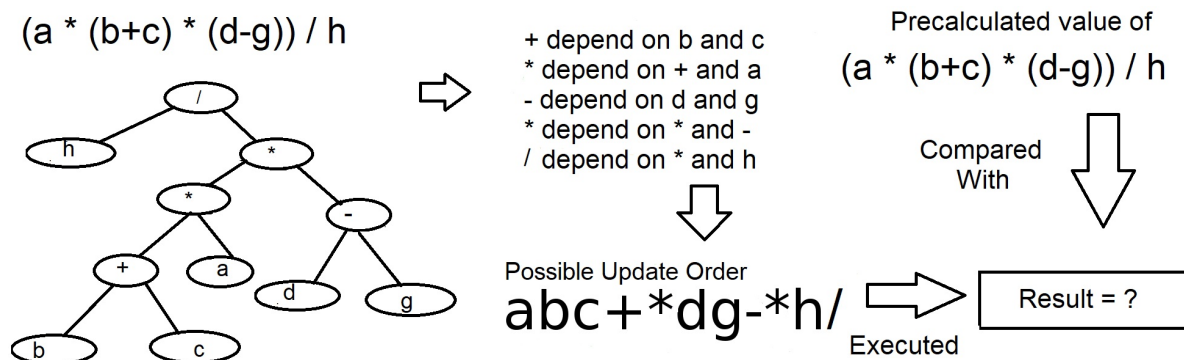 (a * (b+c) * (d-g)) / h
/
h
*
*
-
+
a
d
g
b
c
+ depend on b and c
* depend on + and a
- depend on d and g
* depend on * and -
/ depend on * and h
Possible Update Order
abc+*dg-*h/
Executed
Precalculated value of
(a * (b+c) * (d-g)) / h
Compared
With
Result = ?